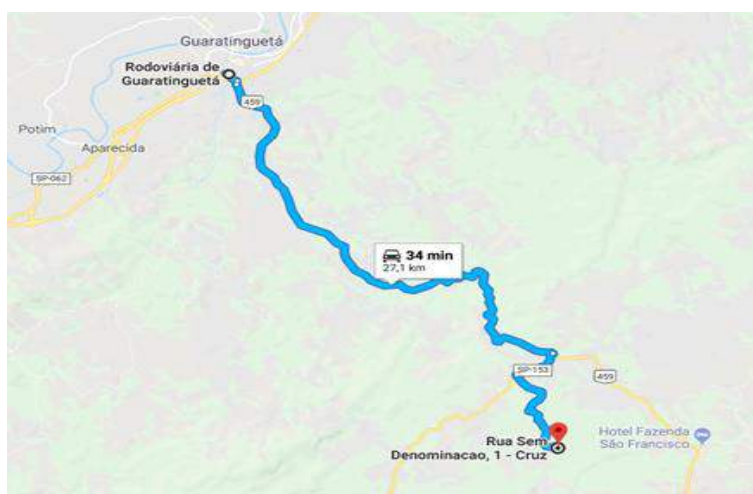 Guaratinguetá
Rodoviária de
Guaratinguetá
459
Potim
Aparecida
SP-062
34 min
27,1 km
SP-153
459
Rua Sem
Denominacao, 1 - Cruz
Hotel Fazenda
São Francisco